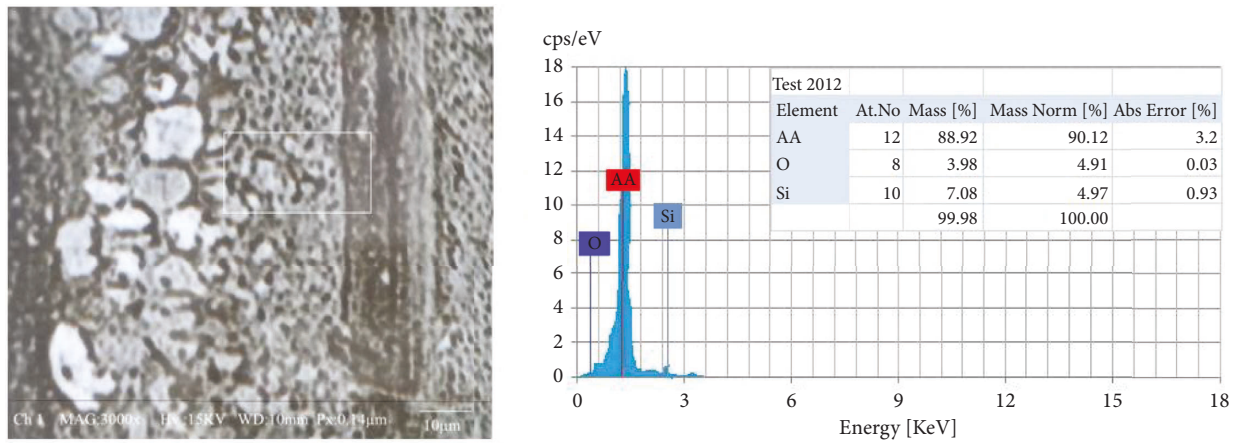 Ch 1 MAG:3000x HV:15KV WD:10mm Px:0.14μm 10μm
cps/eV
18
16
14
12
10
8
6
4
2
0
AA
Si
O
Test 2012
Element At.No Mass [%] Mass Norm [%] Abs Error [%]
AA 12 88.92 90.12 3.2
O 8 3.98 4.91 0.03
Si 10 7.08 4.97 0.93
99.98 100.00
0 3 6 9 12 15 18
Energy [KeV]